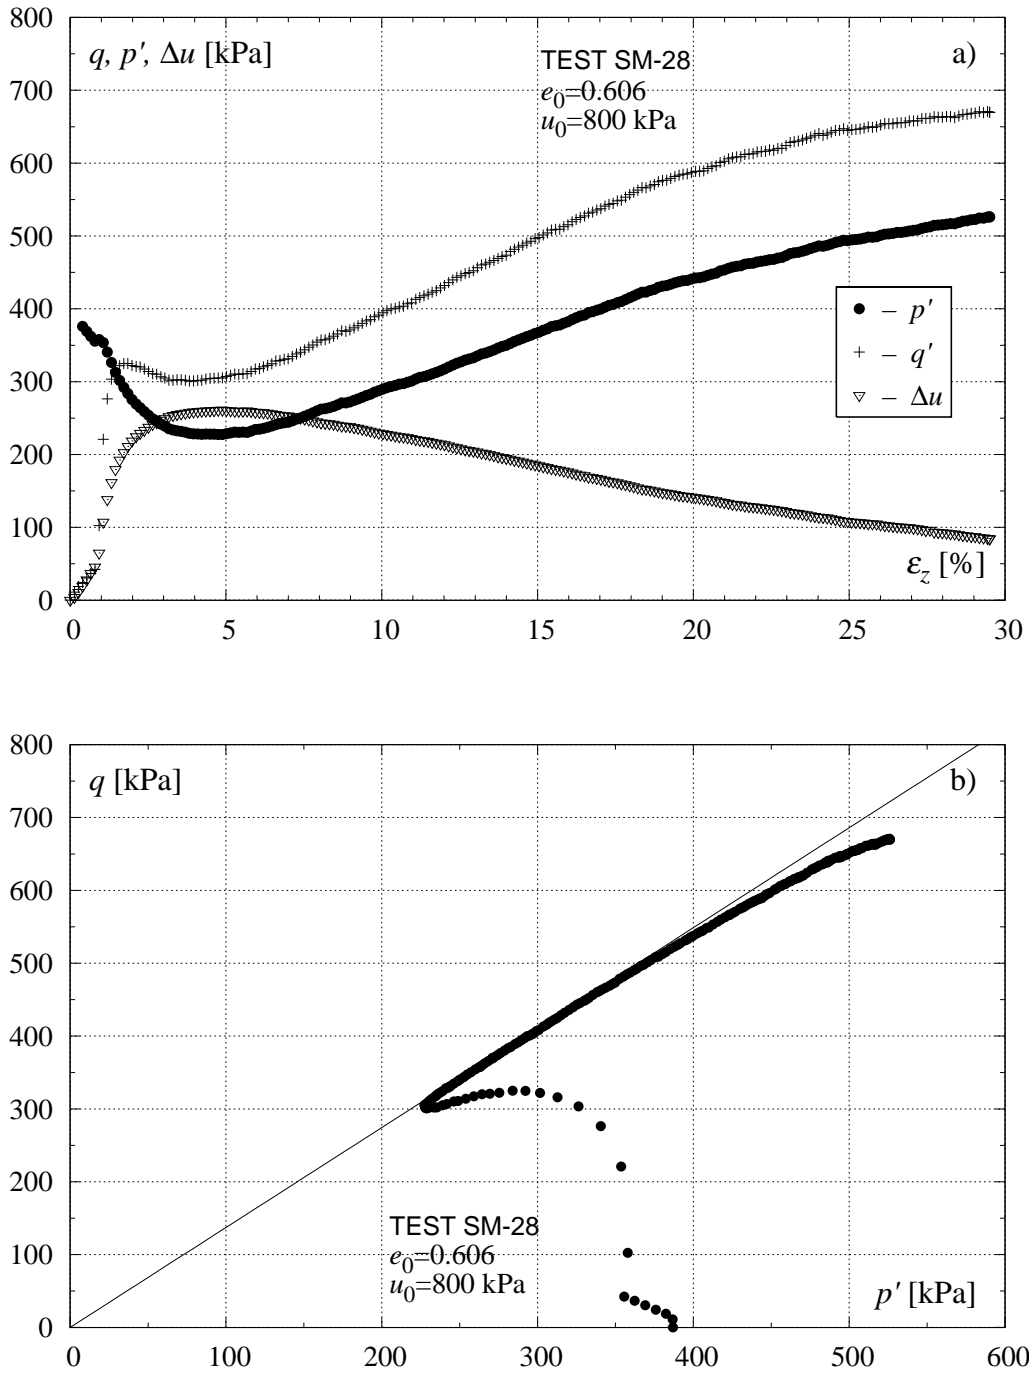 800
700
600
500
400
300
200
100
0
q, p′, Δu [kPa]
TEST SM-28
e₀=0.606
u₀=800 kPa
a)
● – p′
+ – q′
▽ – Δu
ε_z [%]
0 5 10 15 20 25 30
800
700
600
500
400
300
200
100
0
q [kPa]
b)
TEST SM-28
e₀=0.606
u₀=800 kPa
p′ [kPa]
0 100 200 300 400 500 600